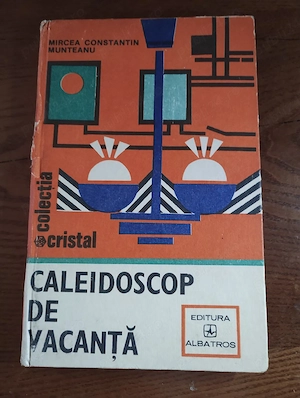 MIRCEA CONSTANTIN
MUNTEANU
colecția
cristal
CALEIDOSCOP
DE
VACANȚĂ
EDITURA
ALBATROS